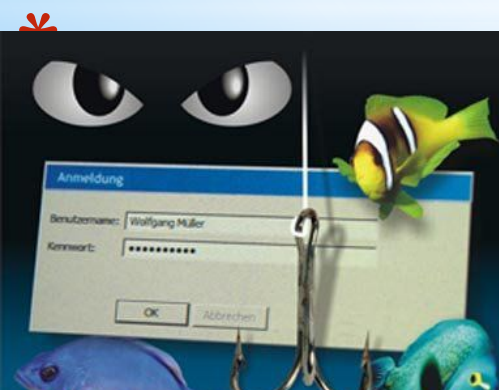 Anmeldung
Benutzername: Wolfgang Müller
Kennwort: ••••••••••
OK Abbrechen